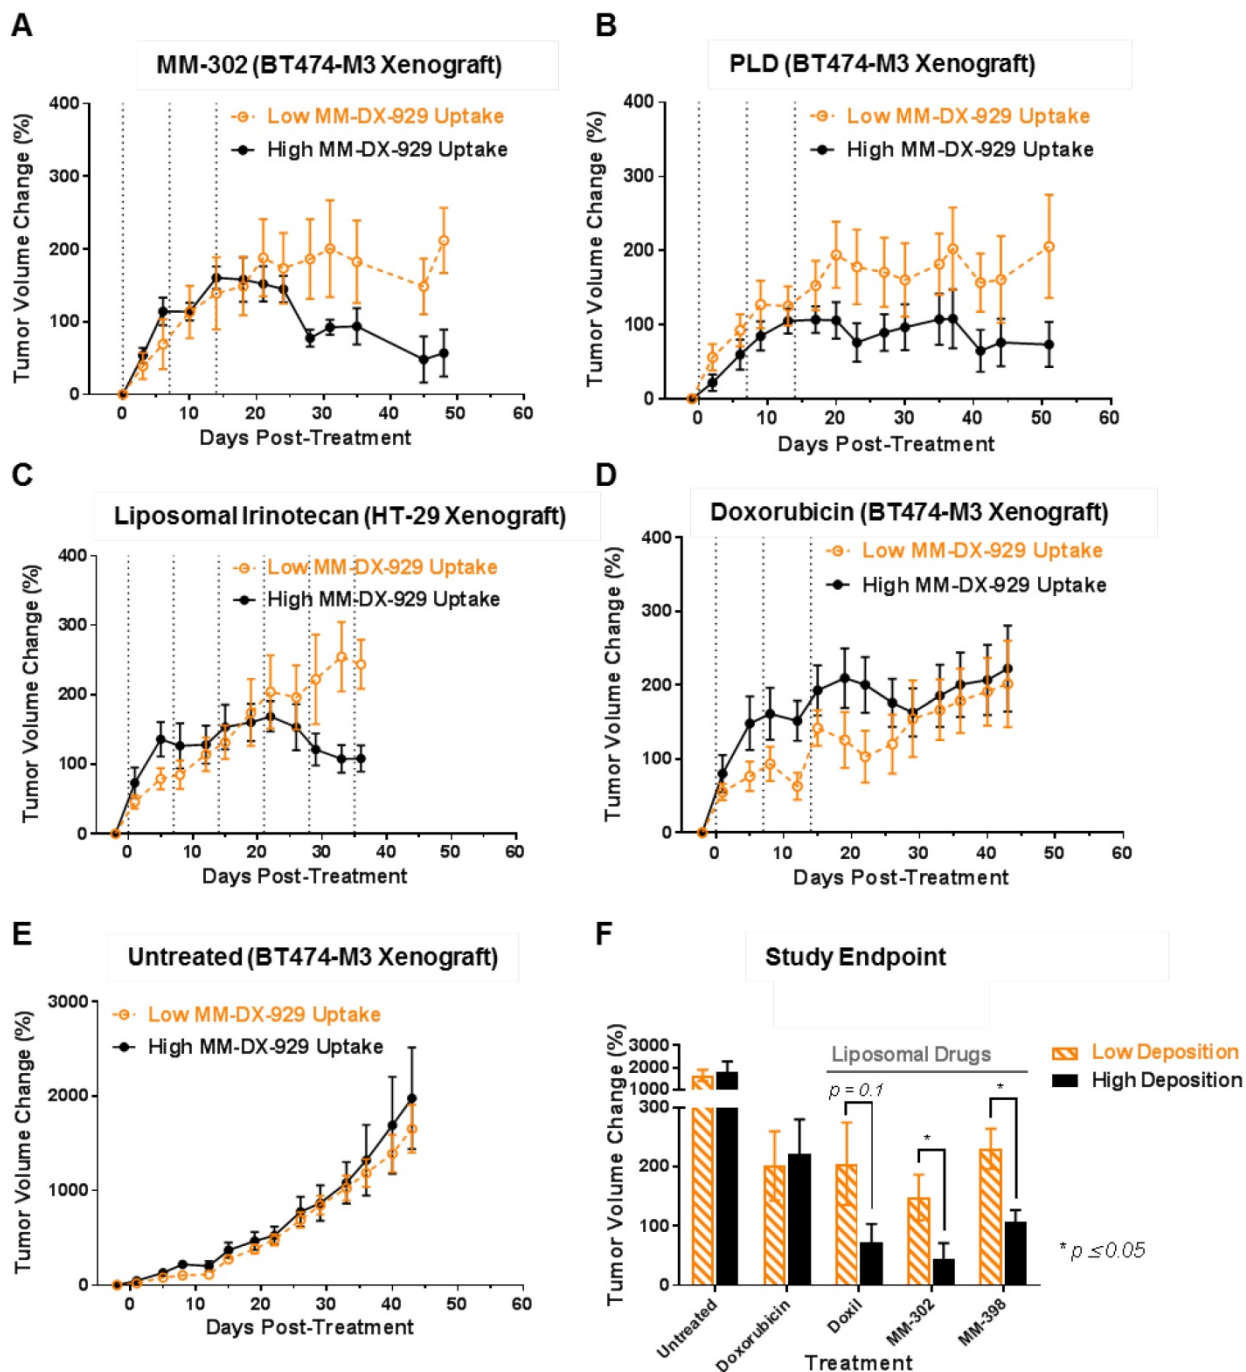 A
MM-302 (BT474-M3 Xenograft)
Tumor Volume Change (%)
400
300
200
100
0
Low MM-DX-929 Uptake
High MM-DX-929 Uptake
0 10 20 30 40 50 60
Days Post-Treatment
B
PLD (BT474-M3 Xenograft)
Tumor Volume Change (%)
400
300
200
100
0
Low MM-DX-929 Uptake
High MM-DX-929 Uptake
0 10 20 30 40 50 60
Days Post-Treatment
C
Liposomal Irinotecan (HT-29 Xenograft)
Tumor Volume Change (%)
400
300
200
100
0
Low MM-DX-929 Uptake
High MM-DX-929 Uptake
0 10 20 30 40 50 60
Days Post-Treatment
D
Doxorubicin (BT474-M3 Xenograft)
Tumor Volume Change (%)
400
300
200
100
0
Low MM-DX-929 Uptake
High MM-DX-929 Uptake
0 10 20 30 40 50 60
Days Post-Treatment
E
Untreated (BT474-M3 Xenograft)
Tumor Volume Change (%)
3000
2000
1000
0
Low MM-DX-929 Uptake
High MM-DX-929 Uptake
0 10 20 30 40 50 60
Days Post-Treatment
F
Study Endpoint
Tumor Volume Change (%)
3000
2000
1000
300
200
100
0
Liposomal Drugs
p = 0.1
*
*
Low Deposition
High Deposition
* p ≤ 0.05
Untreated
Doxorubicin
Doxil
MM-302
MM-398
Treatment